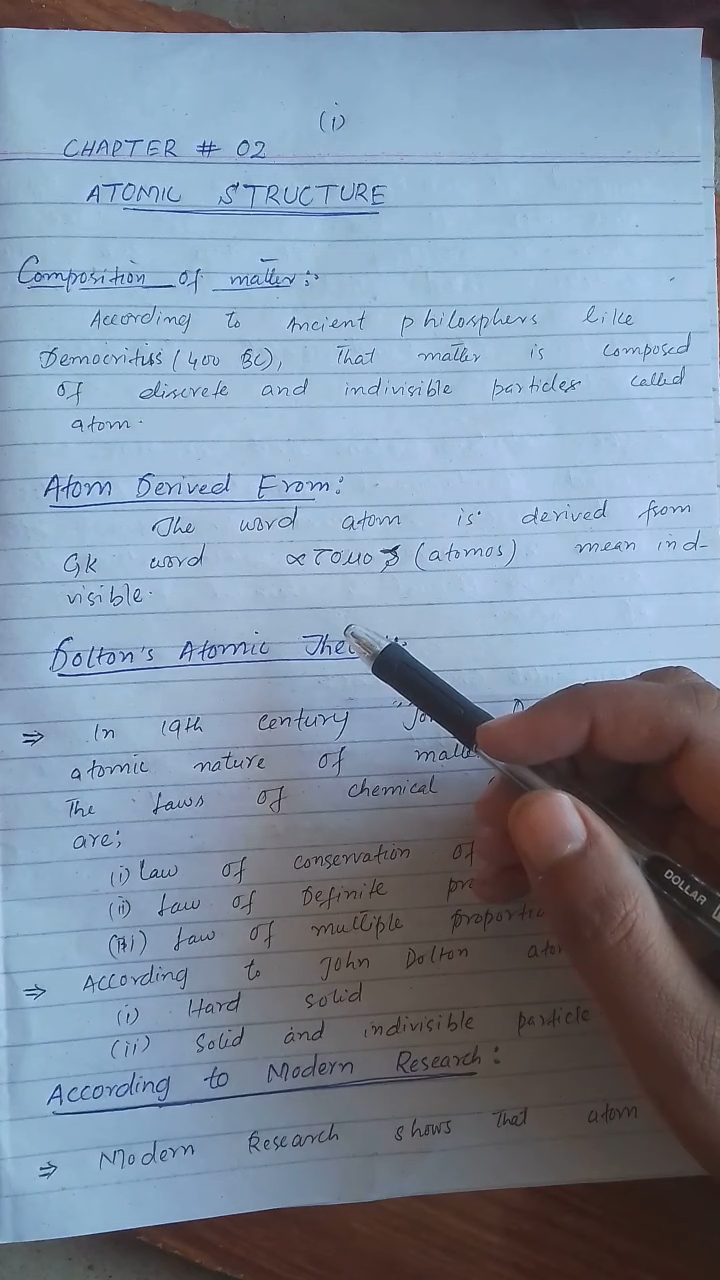 (i)
CHAPTER # 02
ATOMIC STRUCTURE
Composition of matter:
According to Ancient philosphers like
Democritus (400 BC), That matter is composed
of discrete and indivisible particles called
atom.
Atom Derived From:
The word atom is derived from
Gk word ατομος (atomos) mean ind-
visible.
Dolton's Atomic
⇒ In 19th century
atomic nature of
The laws of chemical
are;
(i) law of conservation of
(ii) law of Definite
(iii) law of multiple
⇒ According to John Dolton
(i) Hard solid
(ii) Solid and indivisible particle
According to Modern Research:
⇒ Modern Research shows That atom
DOLLAR